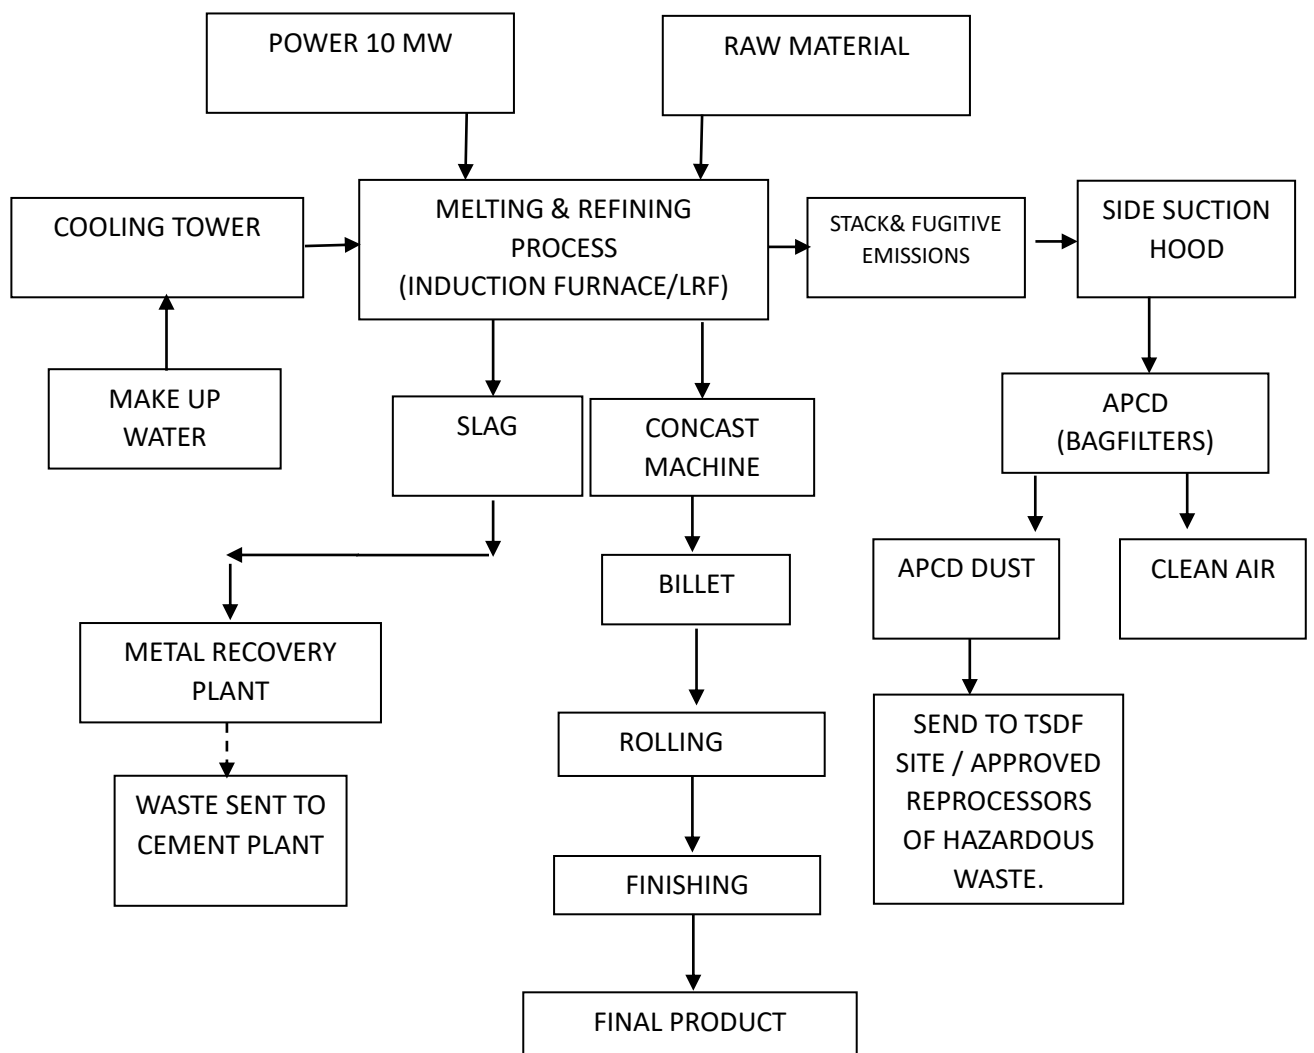 POWER 10 MW
RAW MATERIAL
COOLING TOWER
MELTING & REFINING
PROCESS
(INDUCTION FURNACE/LRF)
STACK& FUGITIVE
EMISSIONS
SIDE SUCTION
HOOD
MAKE UP
WATER
SLAG
CONCAST
MACHINE
APCD
(BAGFILTERS)
BILLET
APCD DUST
CLEAN AIR
METAL RECOVERY
PLANT
ROLLING
SEND TO TSDF
SITE / APPROVED
REPROCESSORS
OF HAZARDOUS
WASTE.
WASTE SENT TO
CEMENT PLANT
FINISHING
FINAL PRODUCT